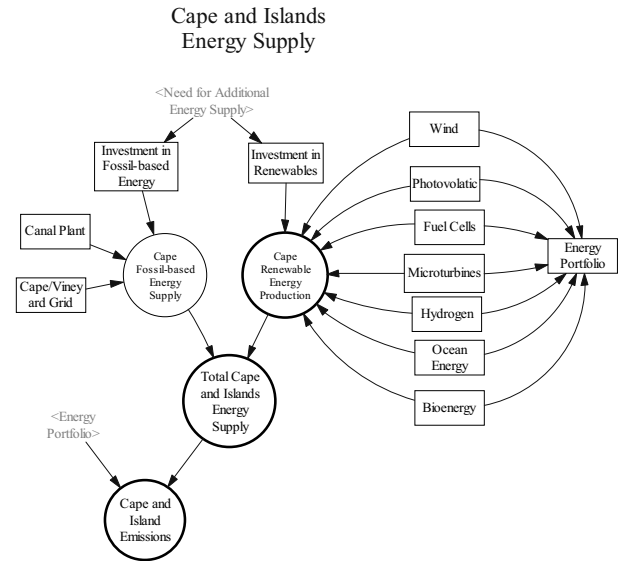 Cape and Islands
Energy Supply
<Need for Additional
Energy Supply>
Investment in
Fossil-based
Energy
Investment in
Renewables
Canal Plant
Cape/Viney
ard Grid
Cape
Fossil-based
Energy
Supply
Cape
Renewable
Energy
Production
Wind
Photovolatic
Fuel Cells
Microturbines
Hydrogen
Ocean
Energy
Bioenergy
Energy
Portfolio
Total Cape
and Islands
Energy
Supply
<Energy
Portfolio>
Cape and
Island
Emissions